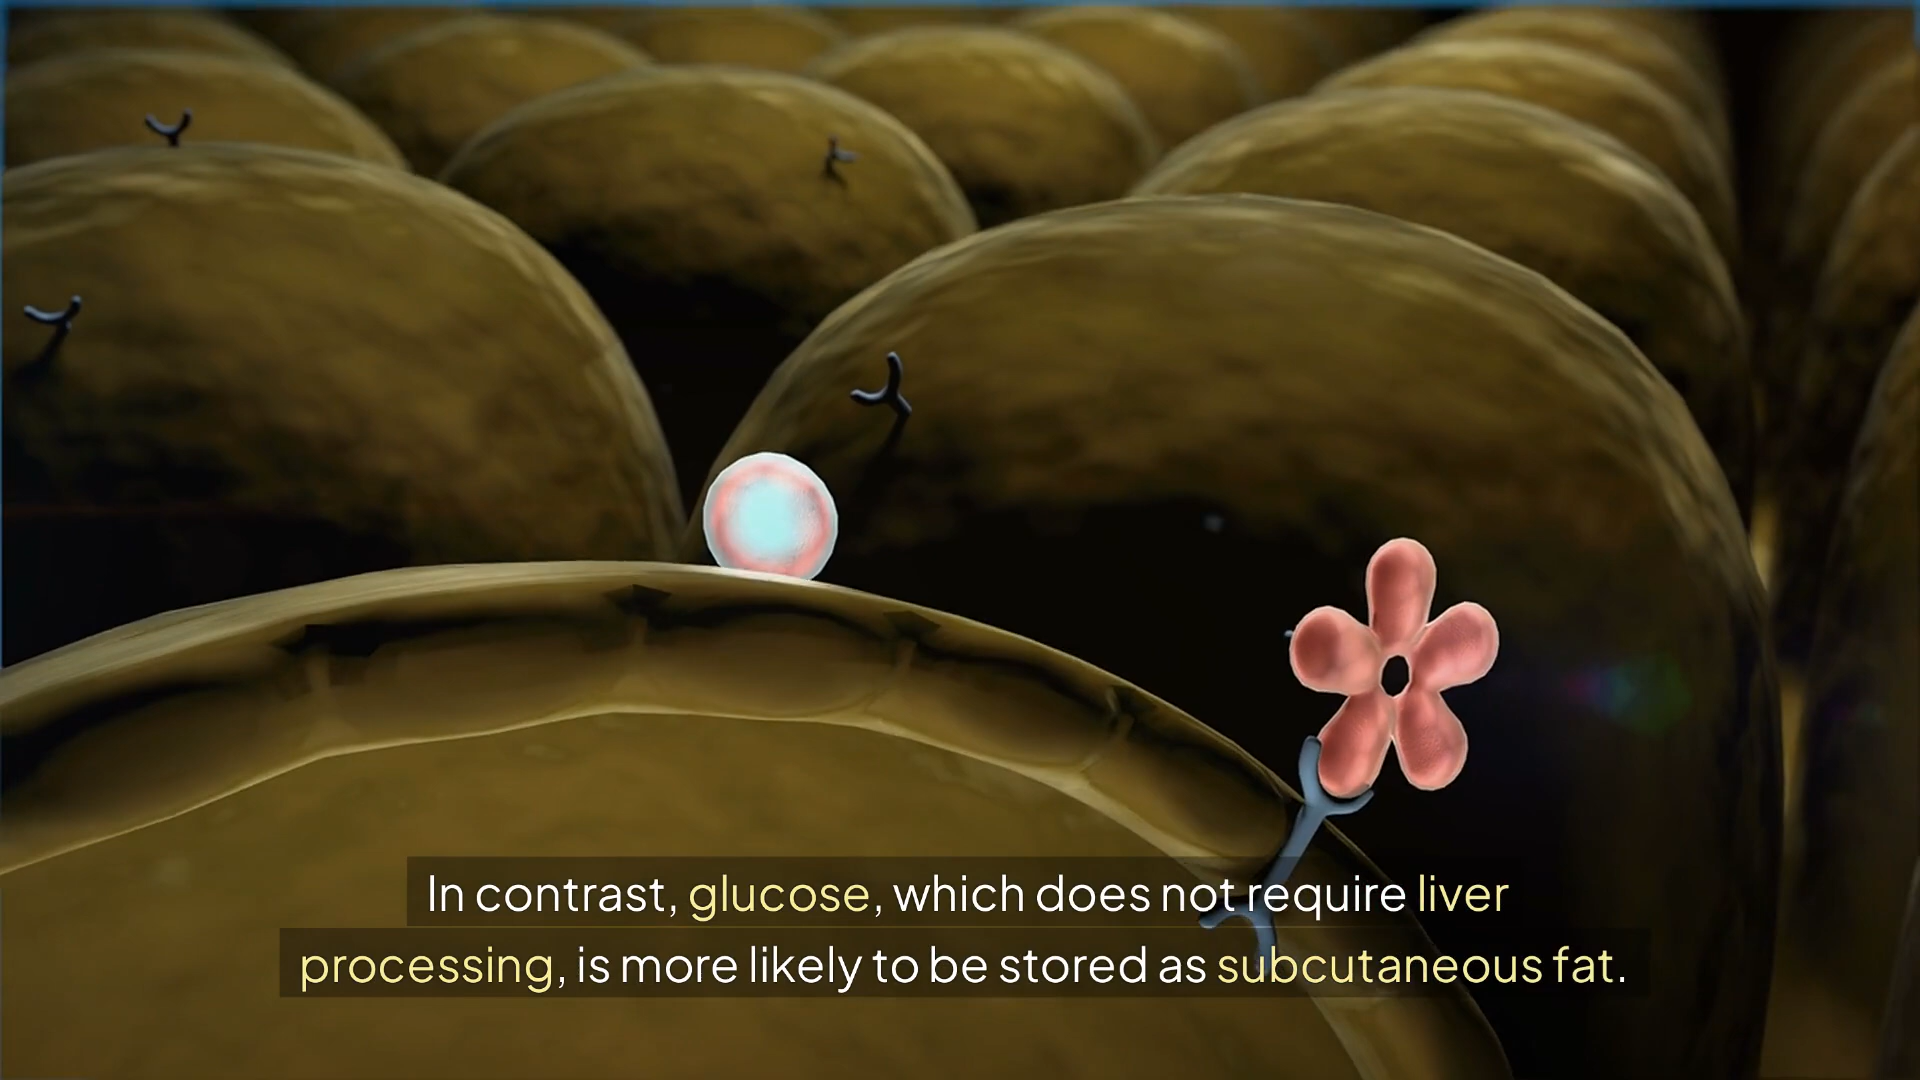 In contrast, glucose, which does not require liver
processing, is more likely to be stored as subcutaneous fat.